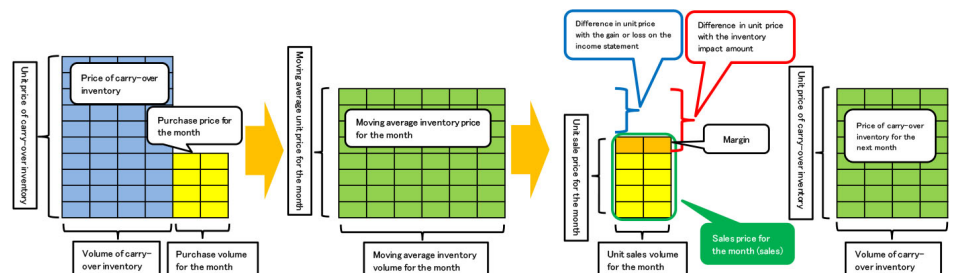 Unit price of carry-over inventory
Price of carry-over
inventory
Purchase price for
the month
Volume of carry-
over inventory
Purchase volume
for the month
Moving average unit price for the month
Moving average inventory price
for the month
Moving average inventory
volume for the month
Difference in unit price
with the gain or loss on the
income statement
Difference in unit price
with the inventory
impact amount
Unit sale price for the month
Margin
Sales price for
the month (sales)
Unit sales volume
for the month
Unit price of carry-over inventory
Price of carry-over
inventory for the
next month
Volume of carry-
over inventory